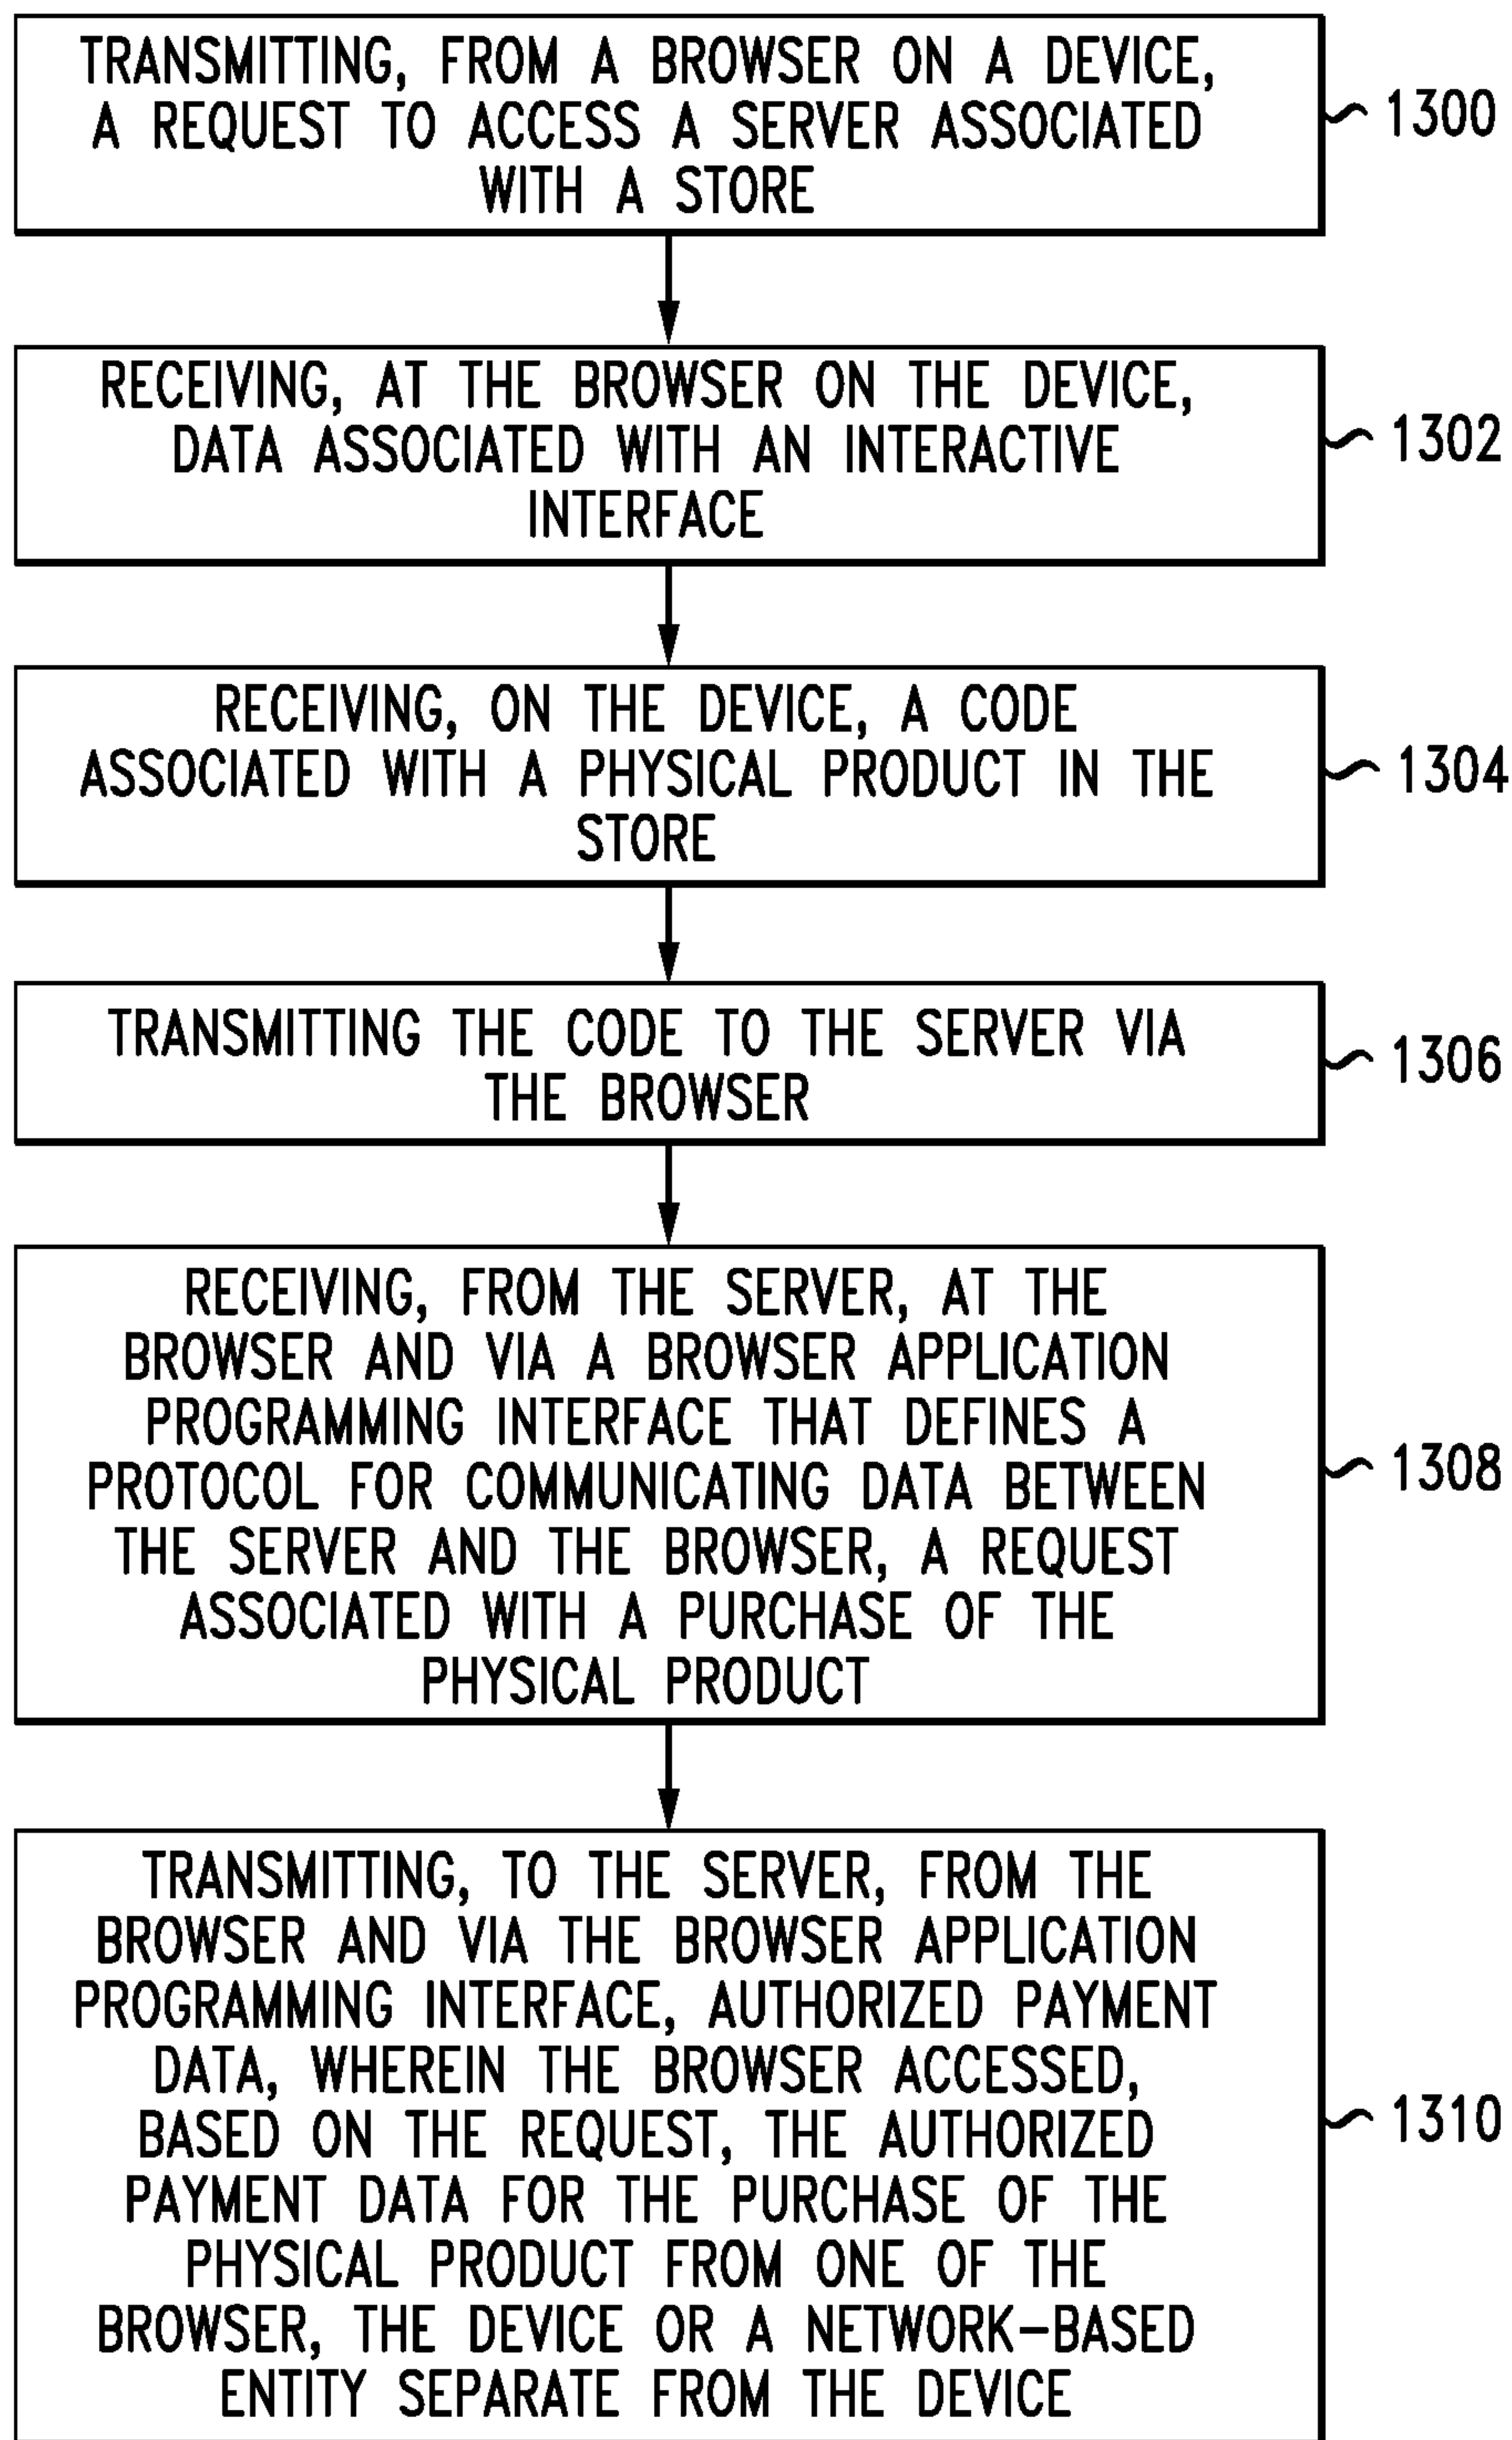 TRANSMITTING, FROM A BROWSER ON A DEVICE,
A REQUEST TO ACCESS A SERVER ASSOCIATED
WITH A STORE
1300
RECEIVING, AT THE BROWSER ON THE DEVICE,
DATA ASSOCIATED WITH AN INTERACTIVE
INTERFACE
1302
RECEIVING, ON THE DEVICE, A CODE
ASSOCIATED WITH A PHYSICAL PRODUCT IN THE
STORE
1304
TRANSMITTING THE CODE TO THE SERVER VIA
THE BROWSER
1306
RECEIVING, FROM THE SERVER, AT THE
BROWSER AND VIA A BROWSER APPLICATION
PROGRAMMING INTERFACE THAT DEFINES A
PROTOCOL FOR COMMUNICATING DATA BETWEEN
THE SERVER AND THE BROWSER, A REQUEST
ASSOCIATED WITH A PURCHASE OF THE
PHYSICAL PRODUCT
1308
TRANSMITTING, TO THE SERVER, FROM THE
BROWSER AND VIA THE BROWSER APPLICATION
PROGRAMMING INTERFACE, AUTHORIZED PAYMENT
DATA, WHEREIN THE BROWSER ACCESSED,
BASED ON THE REQUEST, THE AUTHORIZED
PAYMENT DATA FOR THE PURCHASE OF THE
PHYSICAL PRODUCT FROM ONE OF THE
BROWSER, THE DEVICE OR A NETWORK-BASED
ENTITY SEPARATE FROM THE DEVICE
1310